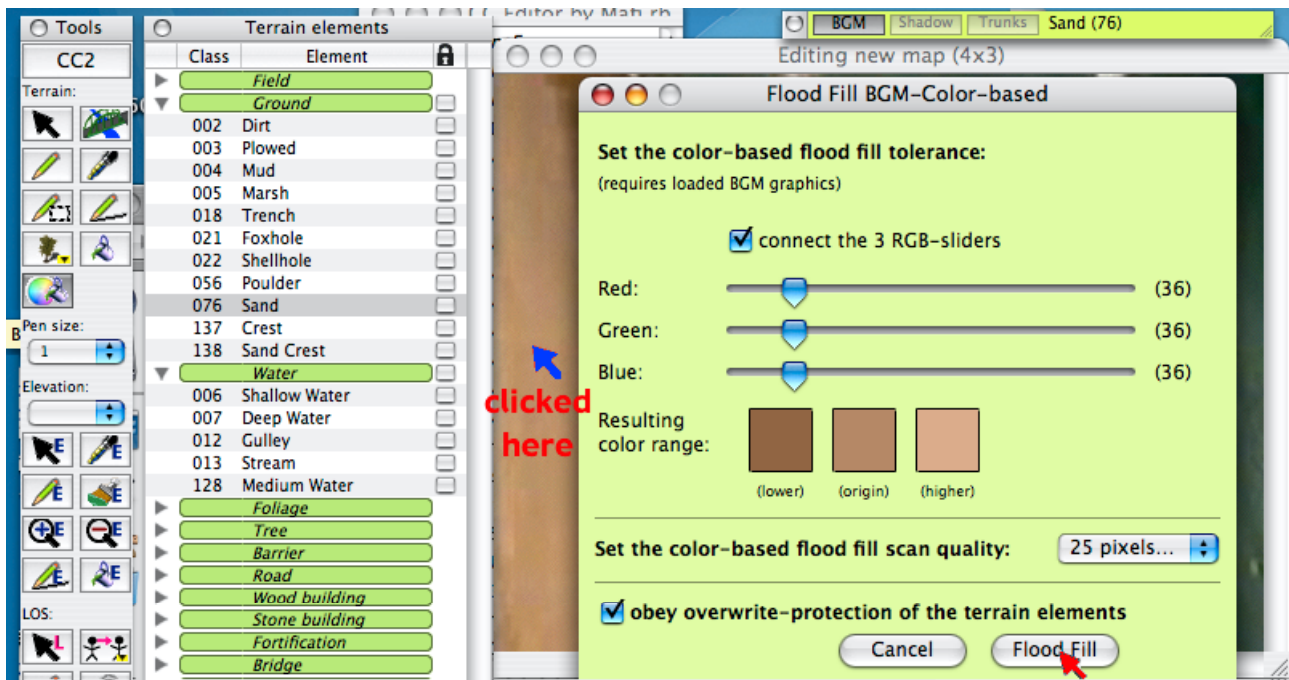 CC Editor by Mafi.rb
BGM Shadow Trunks Sand (76)
Tools
CC2
Terrain:
Pen size:
1
Elevation:
E E
E E
E E
E E
LOS:
L
Terrain elements
Class Element
Field
Ground
002 Dirt
003 Plowed
004 Mud
005 Marsh
018 Trench
021 Foxhole
022 Shellhole
056 Poulder
076 Sand
137 Crest
138 Sand Crest
Water
006 Shallow Water
007 Deep Water
012 Gulley
013 Stream
128 Medium Water
Foliage
Tree
Barrier
Road
Wood building
Stone building
Fortification
Bridge
Editing new map (4x3)
clicked
here
Flood Fill BGM-Color-based
Set the color-based flood fill tolerance:
(requires loaded BGM graphics)
connect the 3 RGB-sliders
Red: (36)
Green: (36)
Blue: (36)
Resulting
color range:
(lower) (origin) (higher)
Set the color-based flood fill scan quality: 25 pixels...
obey overwrite-protection of the terrain elements
Cancel Flood Fill